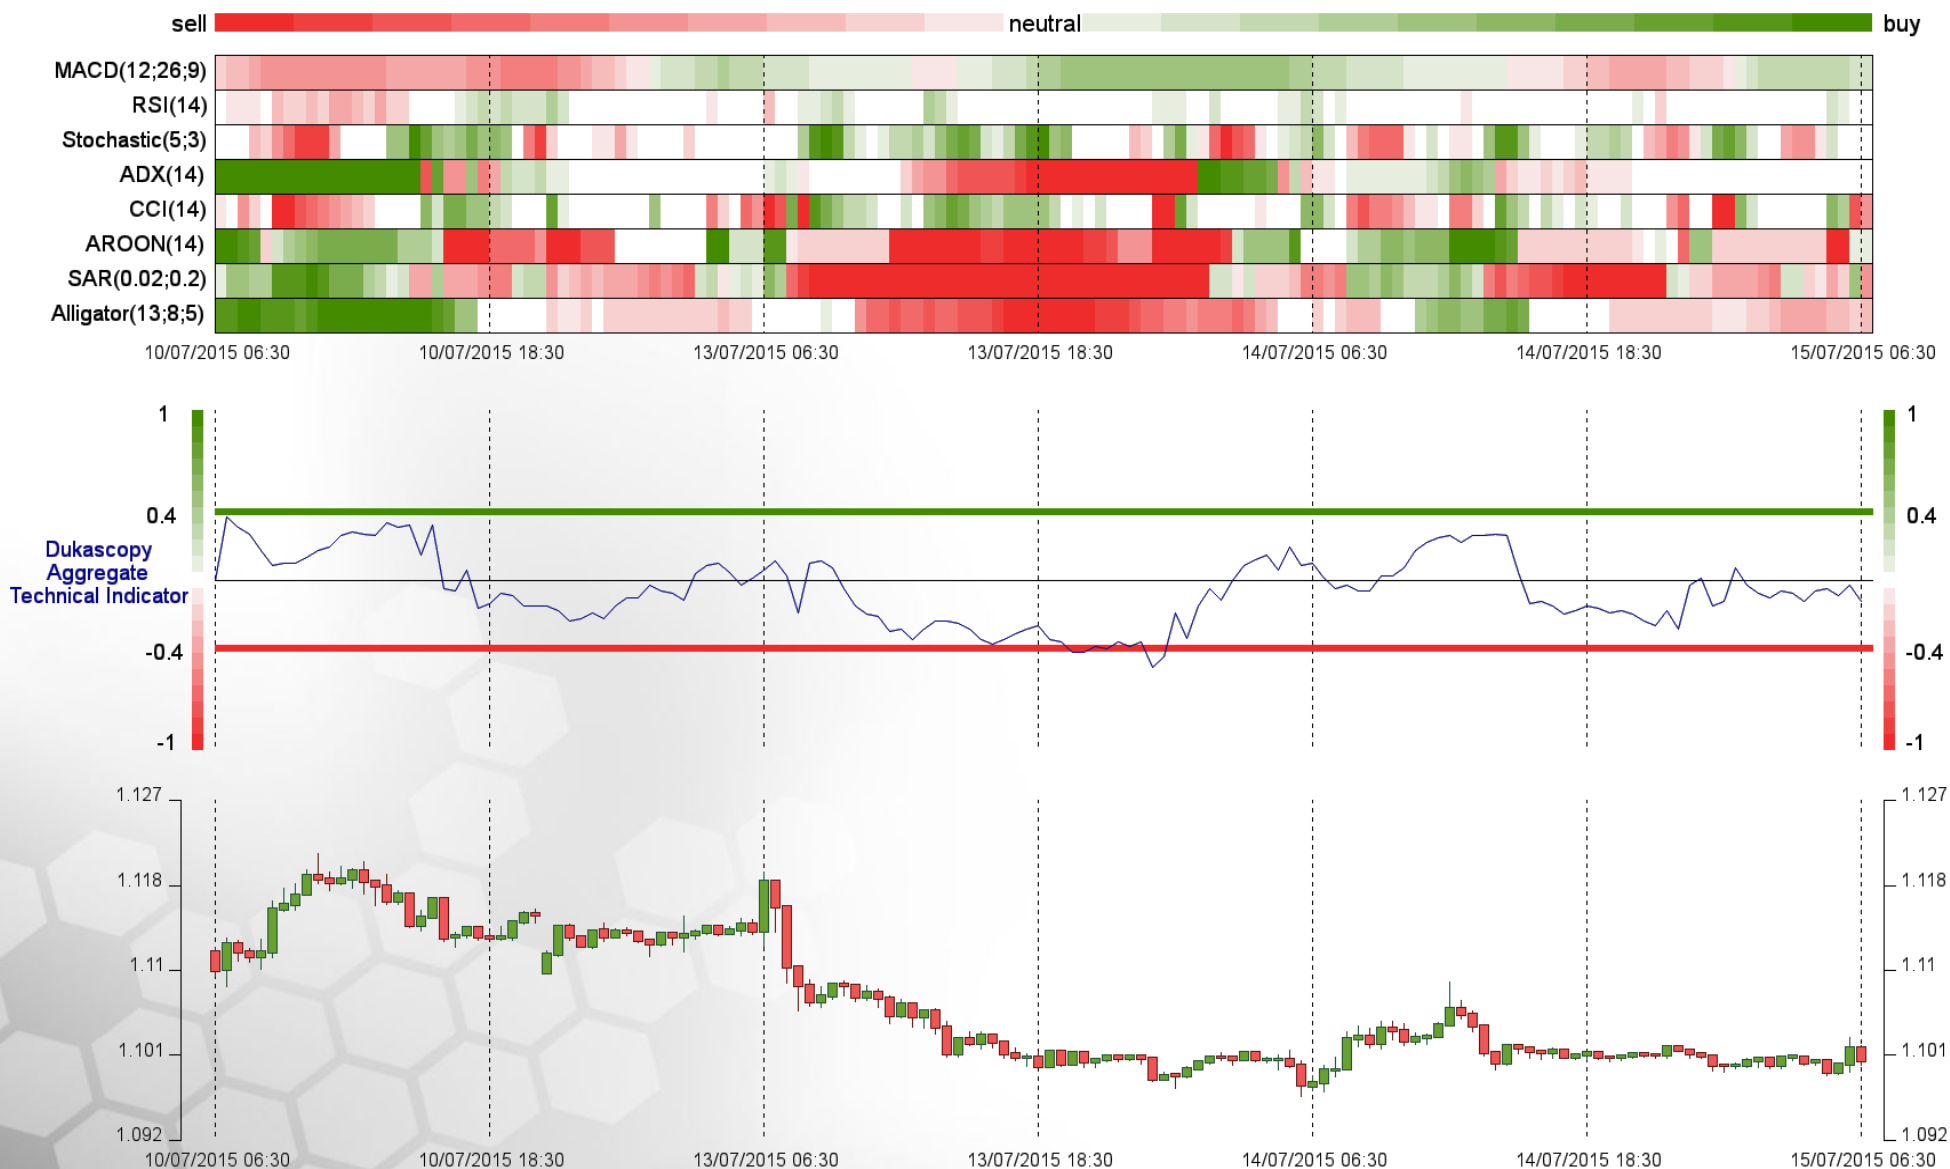 sell neutral buy
MACD(12;26;9)
RSI(14)
Stochastic(5;3)
ADX(14)
CCI(14)
AROON(14)
SAR(0.02;0.2)
Alligator(13;8;5)
10/07/2015 06:30 10/07/2015 18:30 13/07/2015 06:30 13/07/2015 18:30 14/07/2015 06:30 14/07/2015 18:30 15/07/2015 06:30
1 1
0.4 0.4
Dukascopy
Aggregate
Technical Indicator
-0.4 -0.4
-1 -1
1.127 1.127
1.118 1.118
1.11 1.11
1.101 1.101
1.092 1.092
10/07/2015 06:30 10/07/2015 18:30 13/07/2015 06:30 13/07/2015 18:30 14/07/2015 06:30 14/07/2015 18:30 15/07/2015 06:30